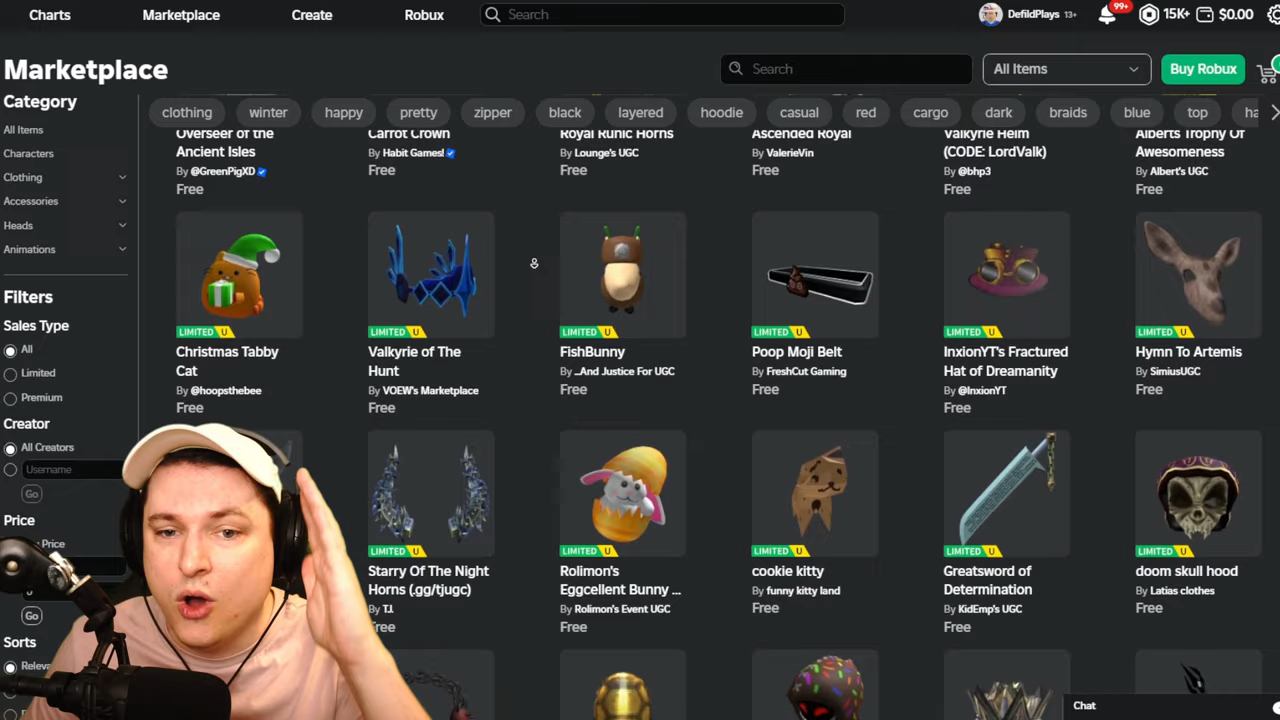 Charts
Marketplace
Create
Robux
Search
DefildPlays 13+
99+
15K+
$0.00
Marketplace
Search
All Items
Buy Robux
Category
All Items
Characters
Clothing
Accessories
Heads
Animations
Filters
Sales Type
All
Limited
Premium
Creator
All Creators
Username
Go
Price
Price
Go
Sorts
clothing
winter
happy
pretty
zipper
black
layered
hoodie
casual
red
cargo
dark
braids
blue
top
Overseer of the
Ancient Isles
By @GreenPigXD
Free
Carrot Crown
By Habit Games!
Free
Royal Runic Horns
By Lounge's UGC
Free
Ascended Royal
By ValerieVin
Free
Valkyrie Helm
(CODE: LordValk)
By @bhp3
Free
Alberts Trophy Of
Awesomeness
By Albert's UGC
Free
LIMITED U
Christmas Tabby
Cat
By @hoopsthebee
Free
LIMITED U
Valkyrie of The
Hunt
By VOEW's Marketplace
Free
LIMITED U
FishBunny
By _And Justice For UGC
Free
LIMITED U
Poop Moji Belt
By FreshCut Gaming
Free
LIMITED U
InxionYT's Fractured
Hat of Dreamanity
By @InxionYT
Free
LIMITED U
Hymn To Artemis
By SimiusUGC
Free
LIMITED U
Starry Of The Night
Horns (.gg/tjugc)
By T.J.
Free
LIMITED U
Rolimon's
Eggcellent Bunny ...
By Rolimon's Event UGC
Free
LIMITED U
cookie kitty
By funny kitty land
Free
LIMITED U
Greatsword of
Determination
By KidEmp's UGC
Free
LIMITED U
doom skull hood
By Latias clothes
Free
Chat